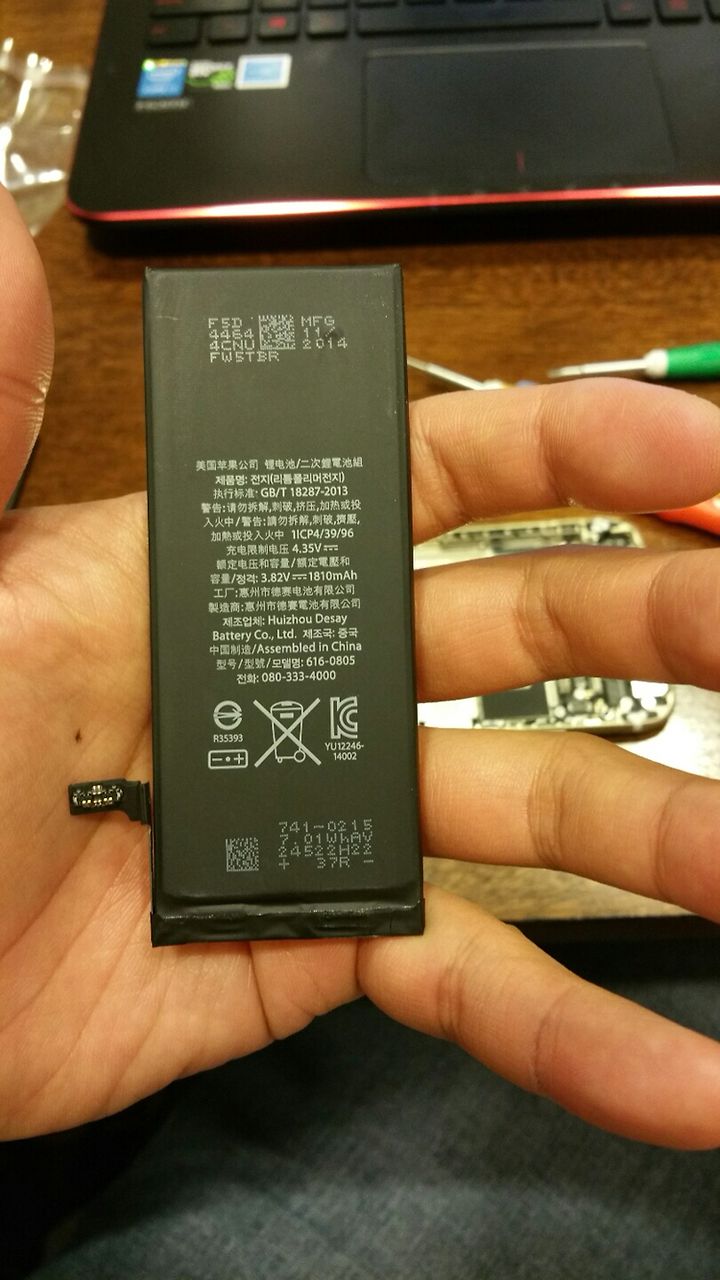 F5D MFG
4464 11
4CNU 2014
FW5TBR
美国苹果公司 锂电池/二次鋰電池組
제품명: 전지(리튬폴리머전지)
执行标准: GB/T 18287-2013
警告:请勿拆解,刺破,挤压,加热或投
入火中/警告:請勿拆解,刺破,擠壓,
加熱或投入火中 1ICP4/39/96
充电限制电压 4.35V⎓
额定电压和容量/額定電壓和
容量/정격: 3.82V⎓1810mAh
工厂:惠州市德赛电池有限公司
製造商:惠州市德賽電池有限公司
제조업체: Huizhou Desay
Battery Co., Ltd. 제조국: 중국
中国制造/Assembled in China
型号/型號/모델명: 616-0805
전화: 080-333-4000
R35393
YU12246-
14002
741-0215
7.01WhAV
24522H22
+ 37R -